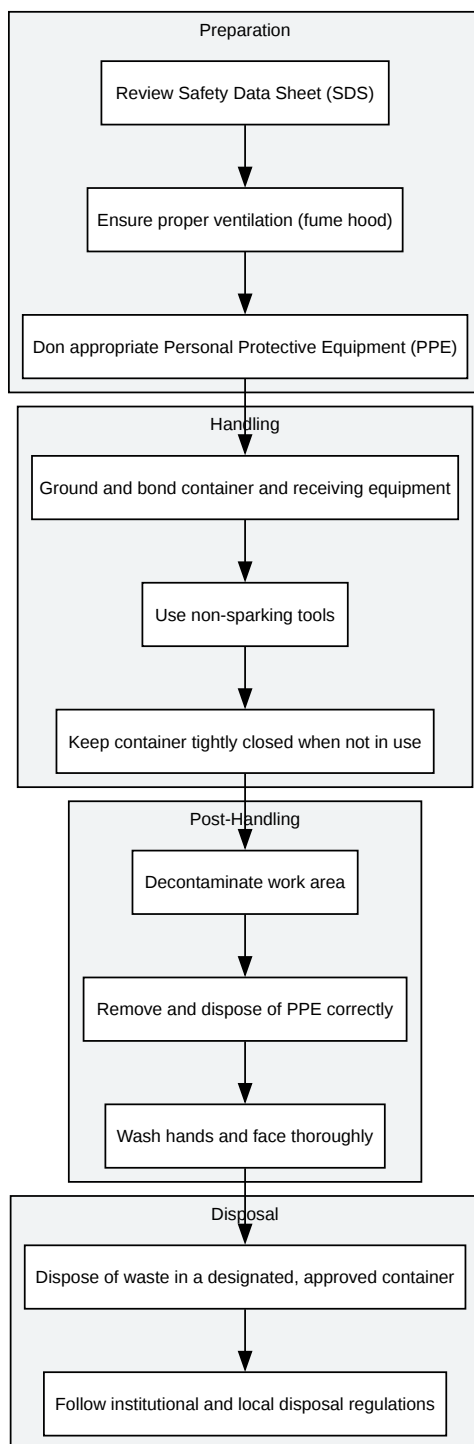 Preparation
Review Safety Data Sheet (SDS)
Ensure proper ventilation (fume hood)
Don appropriate Personal Protective Equipment (PPE)
Handling
Ground and bond container and receiving equipment
Use non-sparking tools
Keep container tightly closed when not in use
Post-Handling
Decontaminate work area
Remove and dispose of PPE correctly
Wash hands and face thoroughly
Disposal
Dispose of waste in a designated, approved container
Follow institutional and local disposal regulations